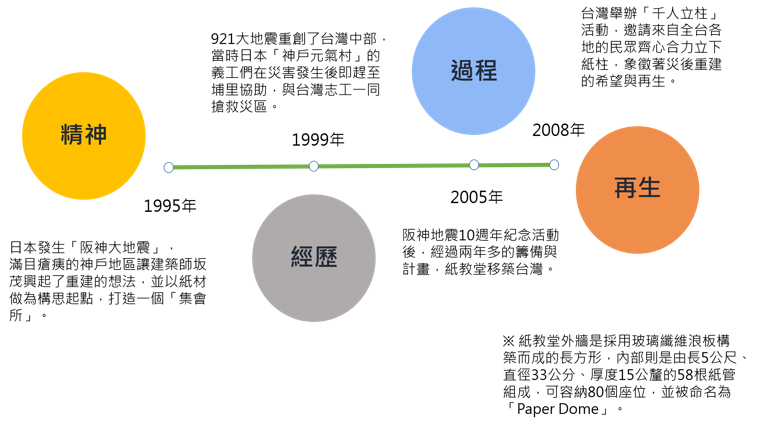 精神
1995年
日本發生「阪神大地震」，
滿目瘡痍的神戶地區讓建築師坂
茂興起了重建的想法，並以紙材
做為構思起點，打造一個「集會
所」。
921大地震重創了台灣中部，
當時日本「神戶元氣村」的
義工們在災害發生後即趕至
埔里協助，與台灣志工一同
搶救災區。
1999年
經歷
過程
2005年
阪神地震10週年紀念活動
後，經過兩年多的籌備與
計畫，紙教堂移築台灣。
台灣舉辦「千人立柱」
活動，邀請來自全台各
地的民眾齊心合力立下
紙柱，象徵著災後重建
的希望與再生。
2008年
再生
※ 紙教堂外牆是採用玻璃纖維浪板構
築而成的長方形，內部則是由長5公尺、
直徑33公分、厚度15公釐的58根紙管
組成，可容納80個座位，並被命名為
「Paper Dome」。